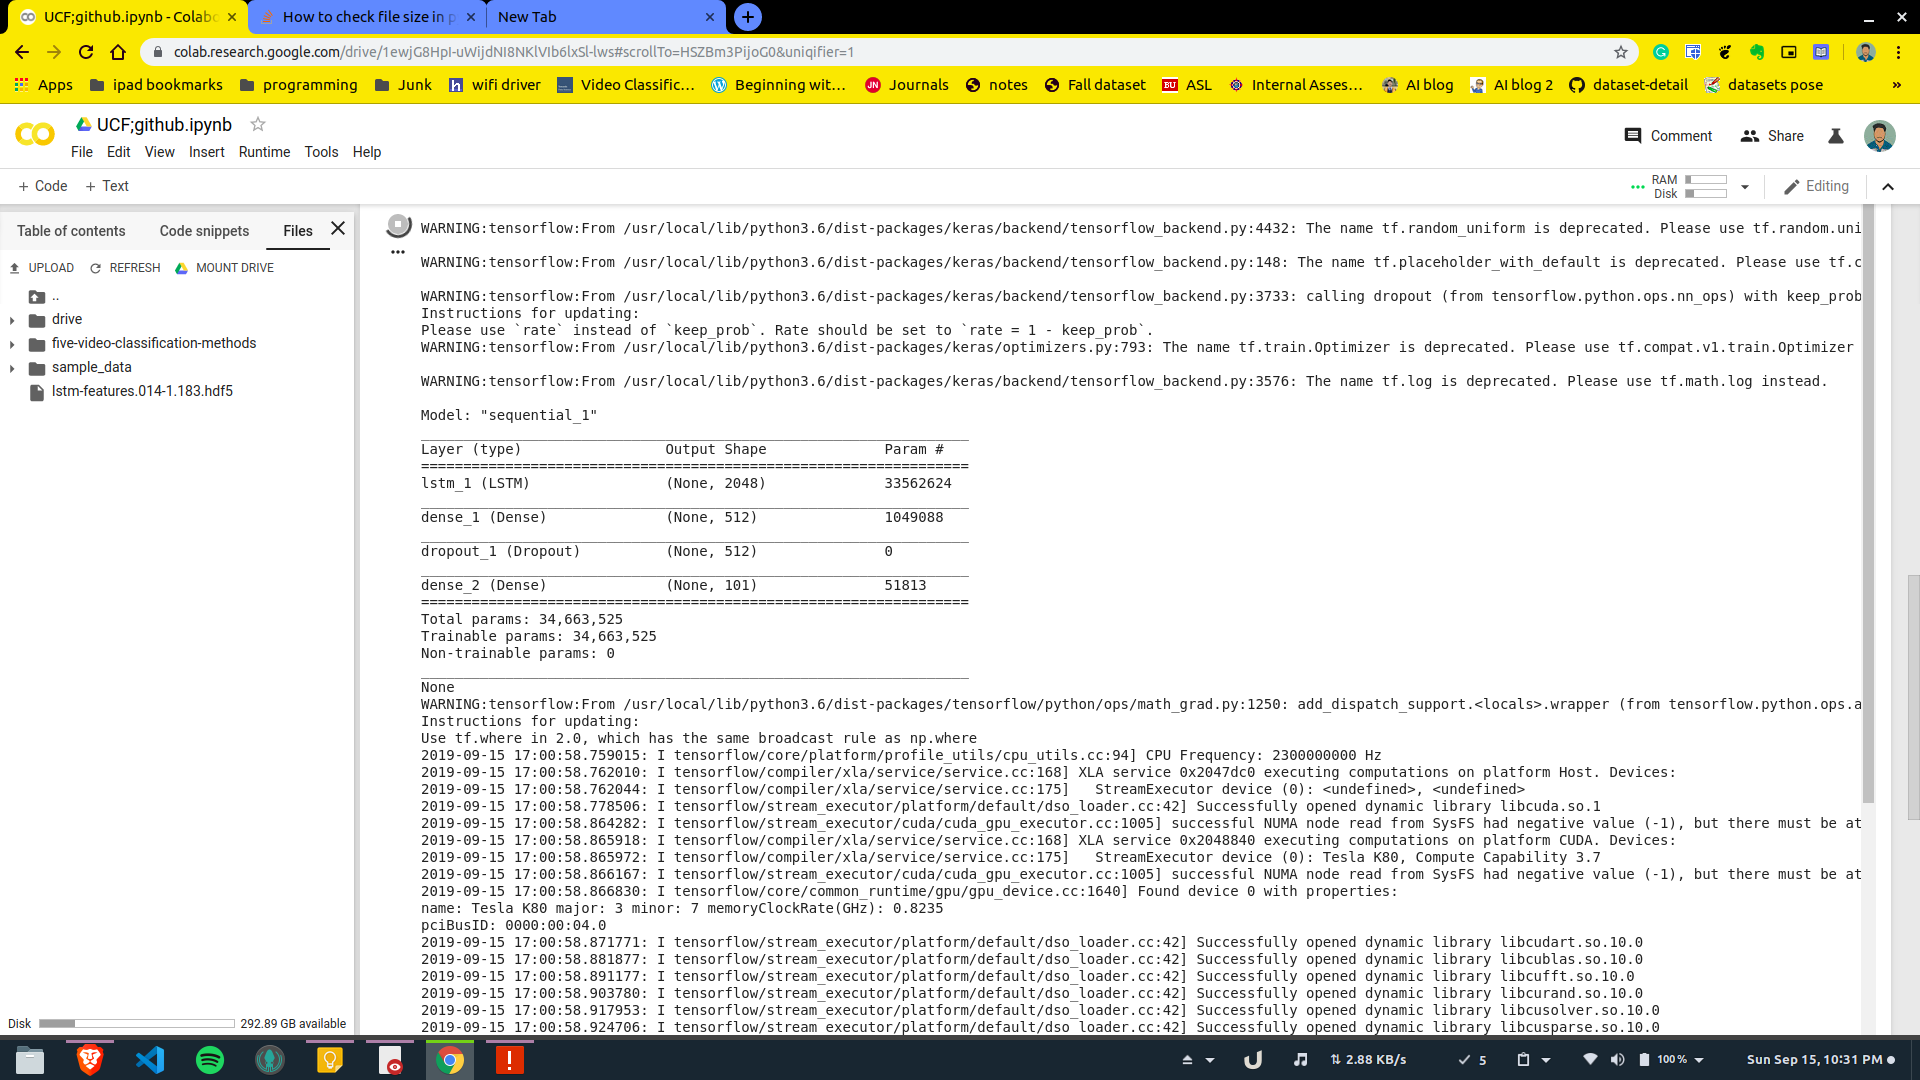 UCF;github.ipynb - Colabo
How to check file size in p
New Tab
colab.research.google.com/drive/1ewjG8HpI-uWijdNI8NKlVIb6lxSl-lws#scrollTo=HSZBm3PijoG0&uniqifier=1
Apps
ipad bookmarks
programming
Junk
wifi driver
Video Classific...
Beginning wit...
Journals
notes
Fall dataset
ASL
Internal Asses...
AI blog
AI blog 2
dataset-detail
datasets pose
»
UCF;github.ipynb
File Edit View Insert Runtime Tools Help
Comment
Share
+ Code + Text
RAM
Disk
Editing
Table of contents Code snippets Files
UPLOAD REFRESH MOUNT DRIVE
..
drive
five-video-classification-methods
sample_data
lstm-features.014-1.183.hdf5
Disk 292.89 GB available
WARNING:tensorflow:From /usr/local/lib/python3.6/dist-packages/keras/backend/tensorflow_backend.py:4432: The name tf.random_uniform is deprecated. Please use tf.random.uni
WARNING:tensorflow:From /usr/local/lib/python3.6/dist-packages/keras/backend/tensorflow_backend.py:148: The name tf.placeholder_with_default is deprecated. Please use tf.c
WARNING:tensorflow:From /usr/local/lib/python3.6/dist-packages/keras/backend/tensorflow_backend.py:3733: calling dropout (from tensorflow.python.ops.nn_ops) with keep_prob
Instructions for updating:
Please use `rate` instead of `keep_prob`. Rate should be set to `rate = 1 - keep_prob`.
WARNING:tensorflow:From /usr/local/lib/python3.6/dist-packages/keras/optimizers.py:793: The name tf.train.Optimizer is deprecated. Please use tf.compat.v1.train.Optimizer
WARNING:tensorflow:From /usr/local/lib/python3.6/dist-packages/keras/backend/tensorflow_backend.py:3576: The name tf.log is deprecated. Please use tf.math.log instead.
Model: "sequential_1"
_________________________________________________________________
Layer (type) Output Shape Param #
=================================================================
lstm_1 (LSTM) (None, 2048) 33562624
_________________________________________________________________
dense_1 (Dense) (None, 512) 1049088
_________________________________________________________________
dropout_1 (Dropout) (None, 512) 0
_________________________________________________________________
dense_2 (Dense) (None, 101) 51813
=================================================================
Total params: 34,663,525
Trainable params: 34,663,525
Non-trainable params: 0
_________________________________________________________________
None
WARNING:tensorflow:From /usr/local/lib/python3.6/dist-packages/tensorflow/python/ops/math_grad.py:1250: add_dispatch_support.<locals>.wrapper (from tensorflow.python.ops.a
Instructions for updating:
Use tf.where in 2.0, which has the same broadcast rule as np.where
2019-09-15 17:00:58.759015: I tensorflow/core/platform/profile_utils/cpu_utils.cc:94] CPU Frequency: 2300000000 Hz
2019-09-15 17:00:58.762010: I tensorflow/compiler/xla/service/service.cc:168] XLA service 0x2047dc0 executing computations on platform Host. Devices:
2019-09-15 17:00:58.762044: I tensorflow/compiler/xla/service/service.cc:175] StreamExecutor device (0): <undefined>, <undefined>
2019-09-15 17:00:58.778506: I tensorflow/stream_executor/platform/default/dso_loader.cc:42] Successfully opened dynamic library libcuda.so.1
2019-09-15 17:00:58.864282: I tensorflow/stream_executor/cuda/cuda_gpu_executor.cc:1005] successful NUMA node read from SysFS had negative value (-1), but there must be at
2019-09-15 17:00:58.865918: I tensorflow/compiler/xla/service/service.cc:168] XLA service 0x2048840 executing computations on platform CUDA. Devices:
2019-09-15 17:00:58.865972: I tensorflow/compiler/xla/service/service.cc:175] StreamExecutor device (0): Tesla K80, Compute Capability 3.7
2019-09-15 17:00:58.866167: I tensorflow/stream_executor/cuda/cuda_gpu_executor.cc:1005] successful NUMA node read from SysFS had negative value (-1), but there must be at
2019-09-15 17:00:58.866830: I tensorflow/core/common_runtime/gpu/gpu_device.cc:1640] Found device 0 with properties:
name: Tesla K80 major: 3 minor: 7 memoryClockRate(GHz): 0.8235
pciBusID: 0000:00:04.0
2019-09-15 17:00:58.871771: I tensorflow/stream_executor/platform/default/dso_loader.cc:42] Successfully opened dynamic library libcudart.so.10.0
2019-09-15 17:00:58.881877: I tensorflow/stream_executor/platform/default/dso_loader.cc:42] Successfully opened dynamic library libcublas.so.10.0
2019-09-15 17:00:58.891177: I tensorflow/stream_executor/platform/default/dso_loader.cc:42] Successfully opened dynamic library libcufft.so.10.0
2019-09-15 17:00:58.903780: I tensorflow/stream_executor/platform/default/dso_loader.cc:42] Successfully opened dynamic library libcurand.so.10.0
2019-09-15 17:00:58.917953: I tensorflow/stream_executor/platform/default/dso_loader.cc:42] Successfully opened dynamic library libcusolver.so.10.0
2019-09-15 17:00:58.924706: I tensorflow/stream_executor/platform/default/dso_loader.cc:42] Successfully opened dynamic library libcusparse.so.10.0
2.88 KB/s
5
100 %
Sun Sep 15, 10:31 PM